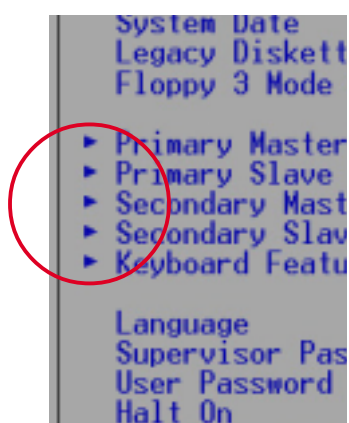 System Date
Legacy Diskett
Floppy 3 Mode
Primary Master
Primary Slave
Secondary Mast
Secondary Slav
Keyboard Featu
Language
Supervisor Pas
User Password
Halt On